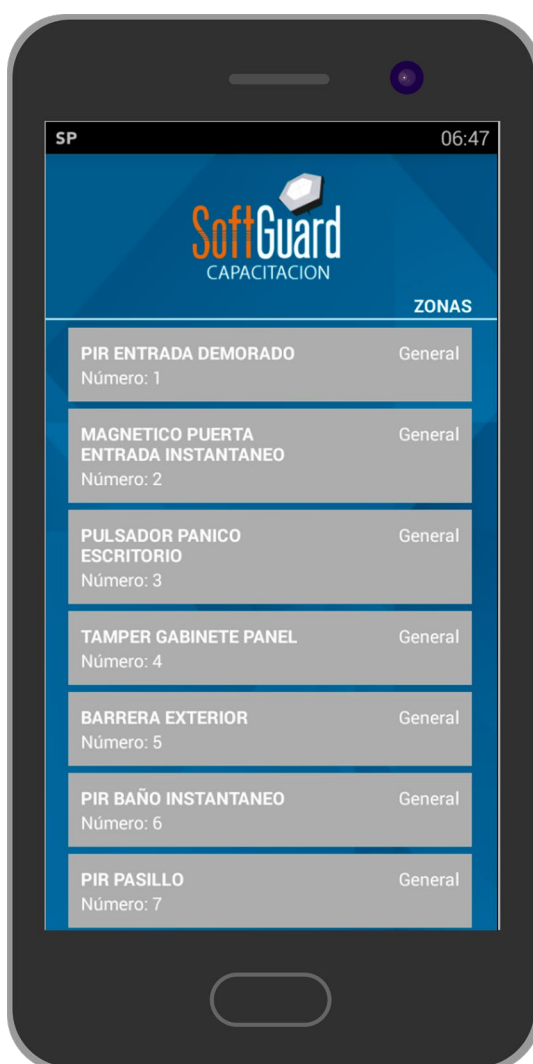 SP 06:47
SoftGuard
CAPACITACION
ZONAS
PIR ENTRADA DEMORADO General
Número: 1
MAGNETICO PUERTA General
ENTRADA INSTANTANEO
Número: 2
PULSADOR PANICO General
ESCRITORIO
Número: 3
TAMPER GABINETE PANEL General
Número: 4
BARRERA EXTERIOR General
Número: 5
PIR BAÑO INSTANTANEO General
Número: 6
PIR PASILLO General
Número: 7